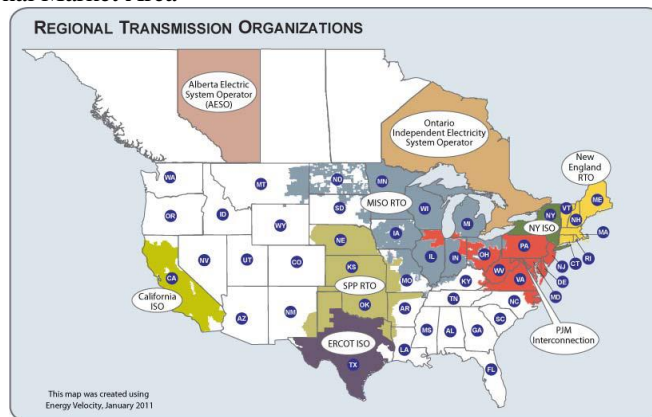 REGIONAL TRANSMISSION ORGANIZATIONS
Alberta Electric
System Operator
(AESO)
Ontario
Independent Electricity
System Operator
New
England
RTO
WA
MT
ND
MN
VT
ME
OR
ID
SD
MISO RTO
WI
MI
NY
NH
NY ISO
MA
WY
IA
PA
NE
IL
IN
OH
NJ
CT
RI
NV
UT
CO
KS
MO
WV
VA
DE
CA
KY
MD
California
ISO
SPP RTO
AZ
NM
OK
AR
TN
NC
PJM
Interconnection
SC
ERCOT ISO
MS
AL
GA
TX
LA
FL
This map was created using
Energy Velocity, January 2011